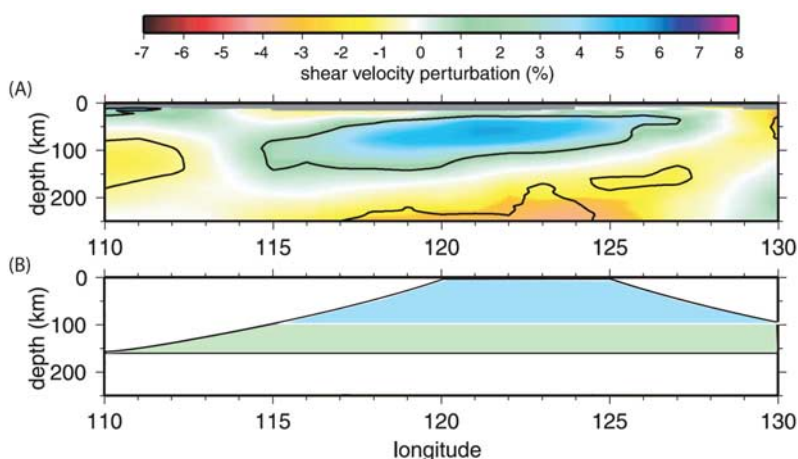 -7 -6 -5 -4 -3 -2 -1 0 1 2 3 4 5 6 7 8
shear velocity perturbation (%)
(A)
0
100
200
depth (km)
110 115 120 125 130
(B)
0
100
200
depth (km)
110 115 120 125 130
longitude